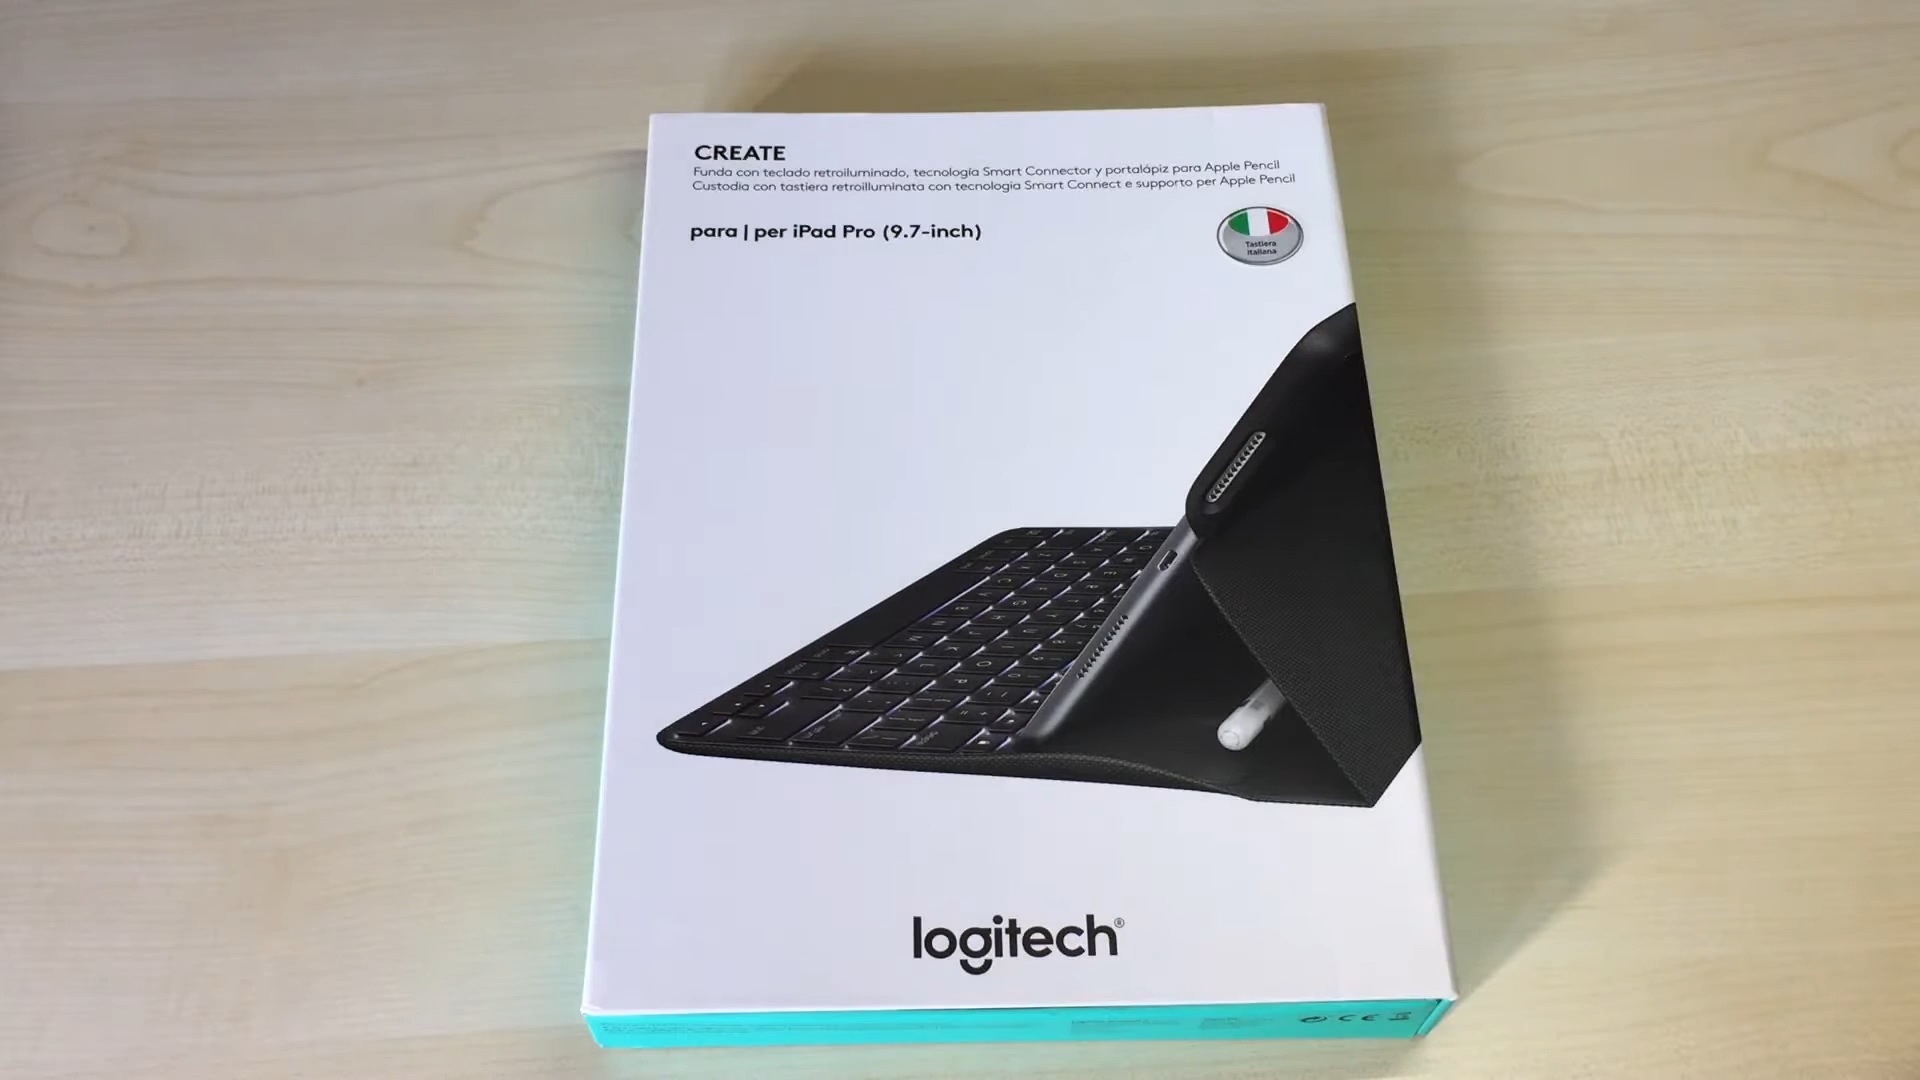 CREATE
Funda con teclado retroiluminado, tecnología Smart Connector y portalápiz para Apple Pencil
Custodia con tastiera retroilluminata con tecnologia Smart Connect e supporto per Apple Pencil
para | per iPad Pro (9.7-inch)
Tastiera
Italiana
logitech®
CE